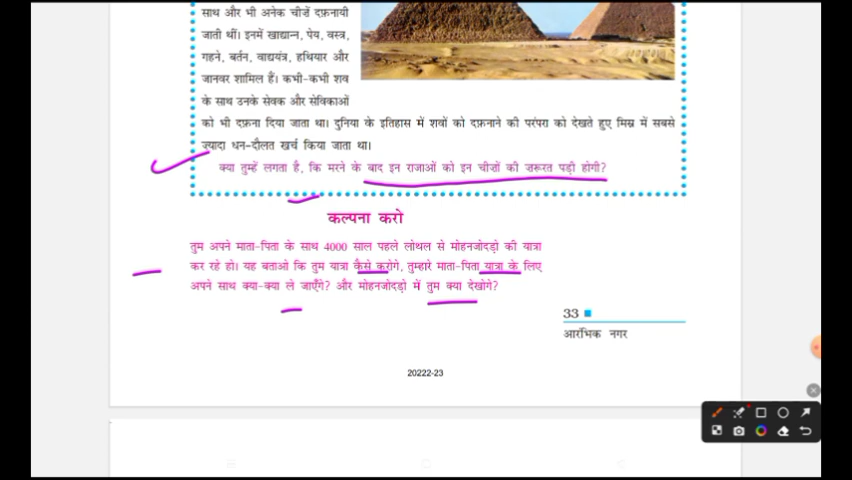 साथ और भी अनेक चीज़ें दफ़नायी
जाती थीं। इनमें खाद्यान्न, पेय, वस्त्र,
गहने, बर्तन, वाद्ययंत्र, हथियार और
जानवर शामिल हैं। कभी-कभी शव
के साथ उनके सेवक और सेविकाओं
को भी दफ़ना दिया जाता था। दुनिया के इतिहास में शवों को दफ़नाने की परंपरा को देखते हुए मिस्र में सबसे
ज़्यादा धन-दौलत खर्च किया जाता था।
क्या तुम्हें लगता है, कि मरने के बाद इन राजाओं को इन चीज़ों की ज़रूरत पड़ी होगी?
कल्पना करो
तुम अपने माता-पिता के साथ 4000 साल पहले लोथल से मोहनजोदड़ो की यात्रा
कर रहे हो। यह बताओ कि तुम यात्रा कैसे करोगे, तुम्हारे माता-पिता यात्रा के लिए
अपने साथ क्या-क्या ले जाएँगे? और मोहनजोदड़ो में तुम क्या देखोगे?
33
आरंभिक नगर
20222-23